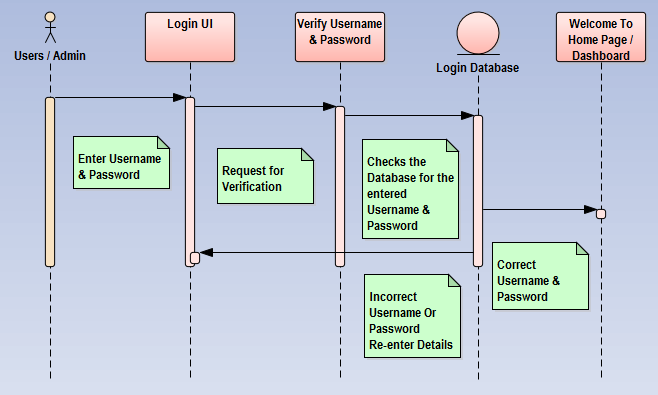 Users / Admin
Login UI
Verify Username
& Password
Login Database
Welcome To
Home Page /
Dashboard
Enter Username
& Password
Request for
Verification
Checks the
Database for the
entered
Username &
Password
Correct
Username &
Password
Incorrect
Username Or
Password
Re-enter Details